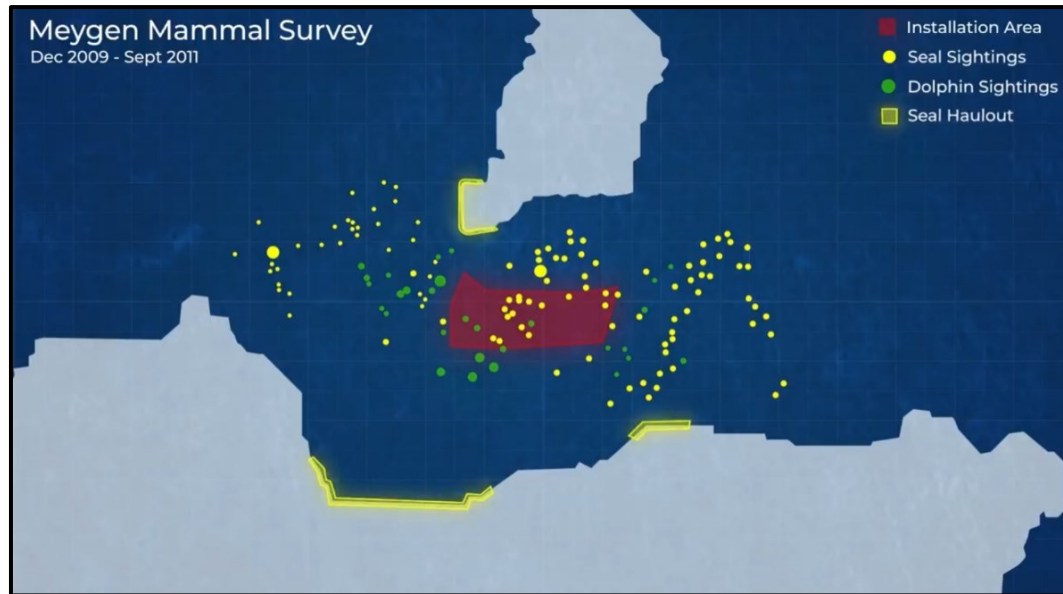 Meygen Mammal Survey
Dec 2009 - Sept 2011
Installation Area
Seal Sightings
Dolphin Sightings
Seal Haulout